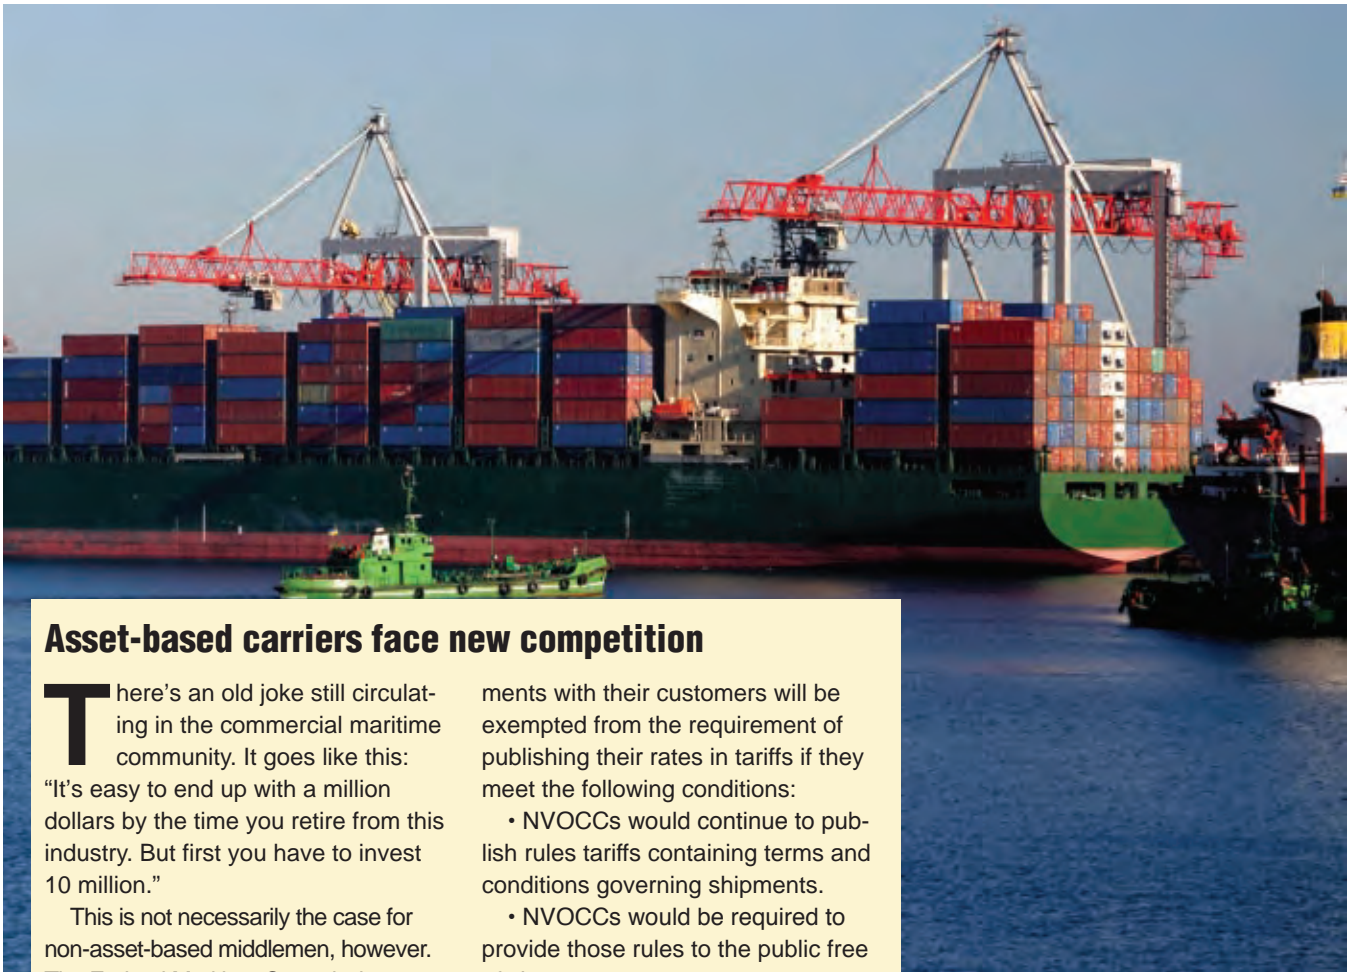 Asset-based carriers face new competition
There's an old joke still circulat-
ing in the commercial maritime
community. It goes like this:
“It's easy to end up with a million
dollars by the time you retire from this
industry. But first you have to invest
10 million.”
This is not necessarily the case for
non-asset-based middlemen, however.
ments with their customers will be
exempted from the requirement of
publishing their rates in tariffs if they
meet the following conditions:
• NVOCCs would continue to pub-
lish rules tariffs containing terms and
conditions governing shipments.
• NVOCCs would be required to
provide those rules to the public free